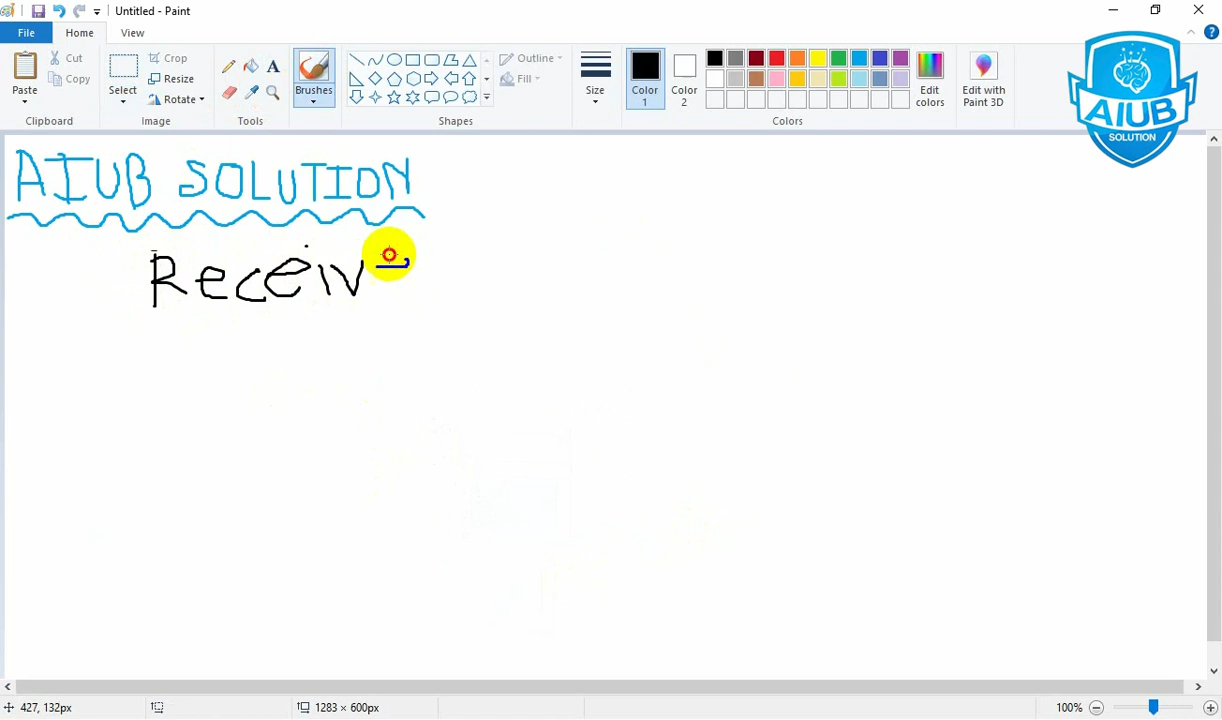 Untitled - Paint
File Home View
Cut
Copy
Paste
Clipboard
Crop
Resize
Rotate
Select
Image
Tools
Brushes
Outline
Fill
Shapes
Size
Color 1
Color 2
Edit colors
Edit with Paint 3D
Colors
AIUB
SOLUTION
AIUB SOLUTION
Receiv
427, 132px
1283 × 600px
100%